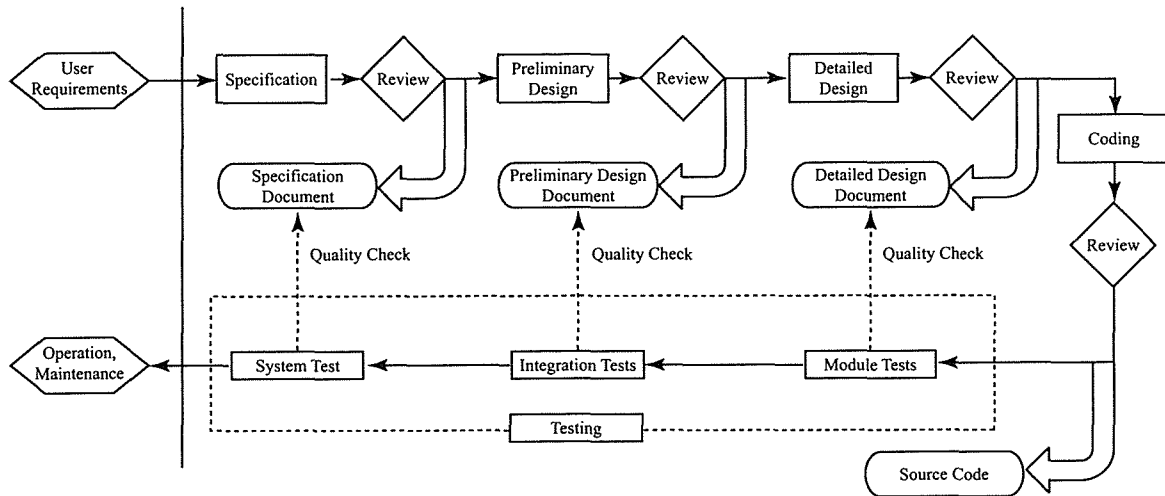 User
Requirements
Specification
Review
Preliminary
Design
Review
Detailed
Design
Review
Coding
Specification
Document
Preliminary Design
Document
Detailed Design
Document
Review
Quality Check
Quality Check
Quality Check
Operation,
Maintenance
System Test
Integration Tests
Module Tests
Testing
Source Code